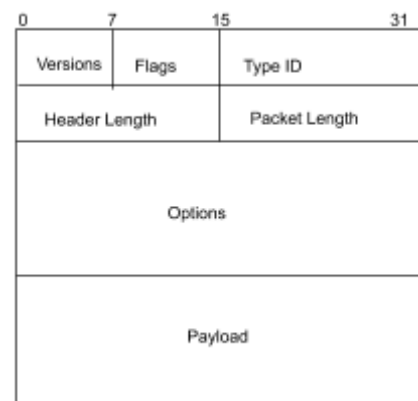 0 7 15 31
Versions Flags Type ID
Header Length Packet Length
Options
Payload